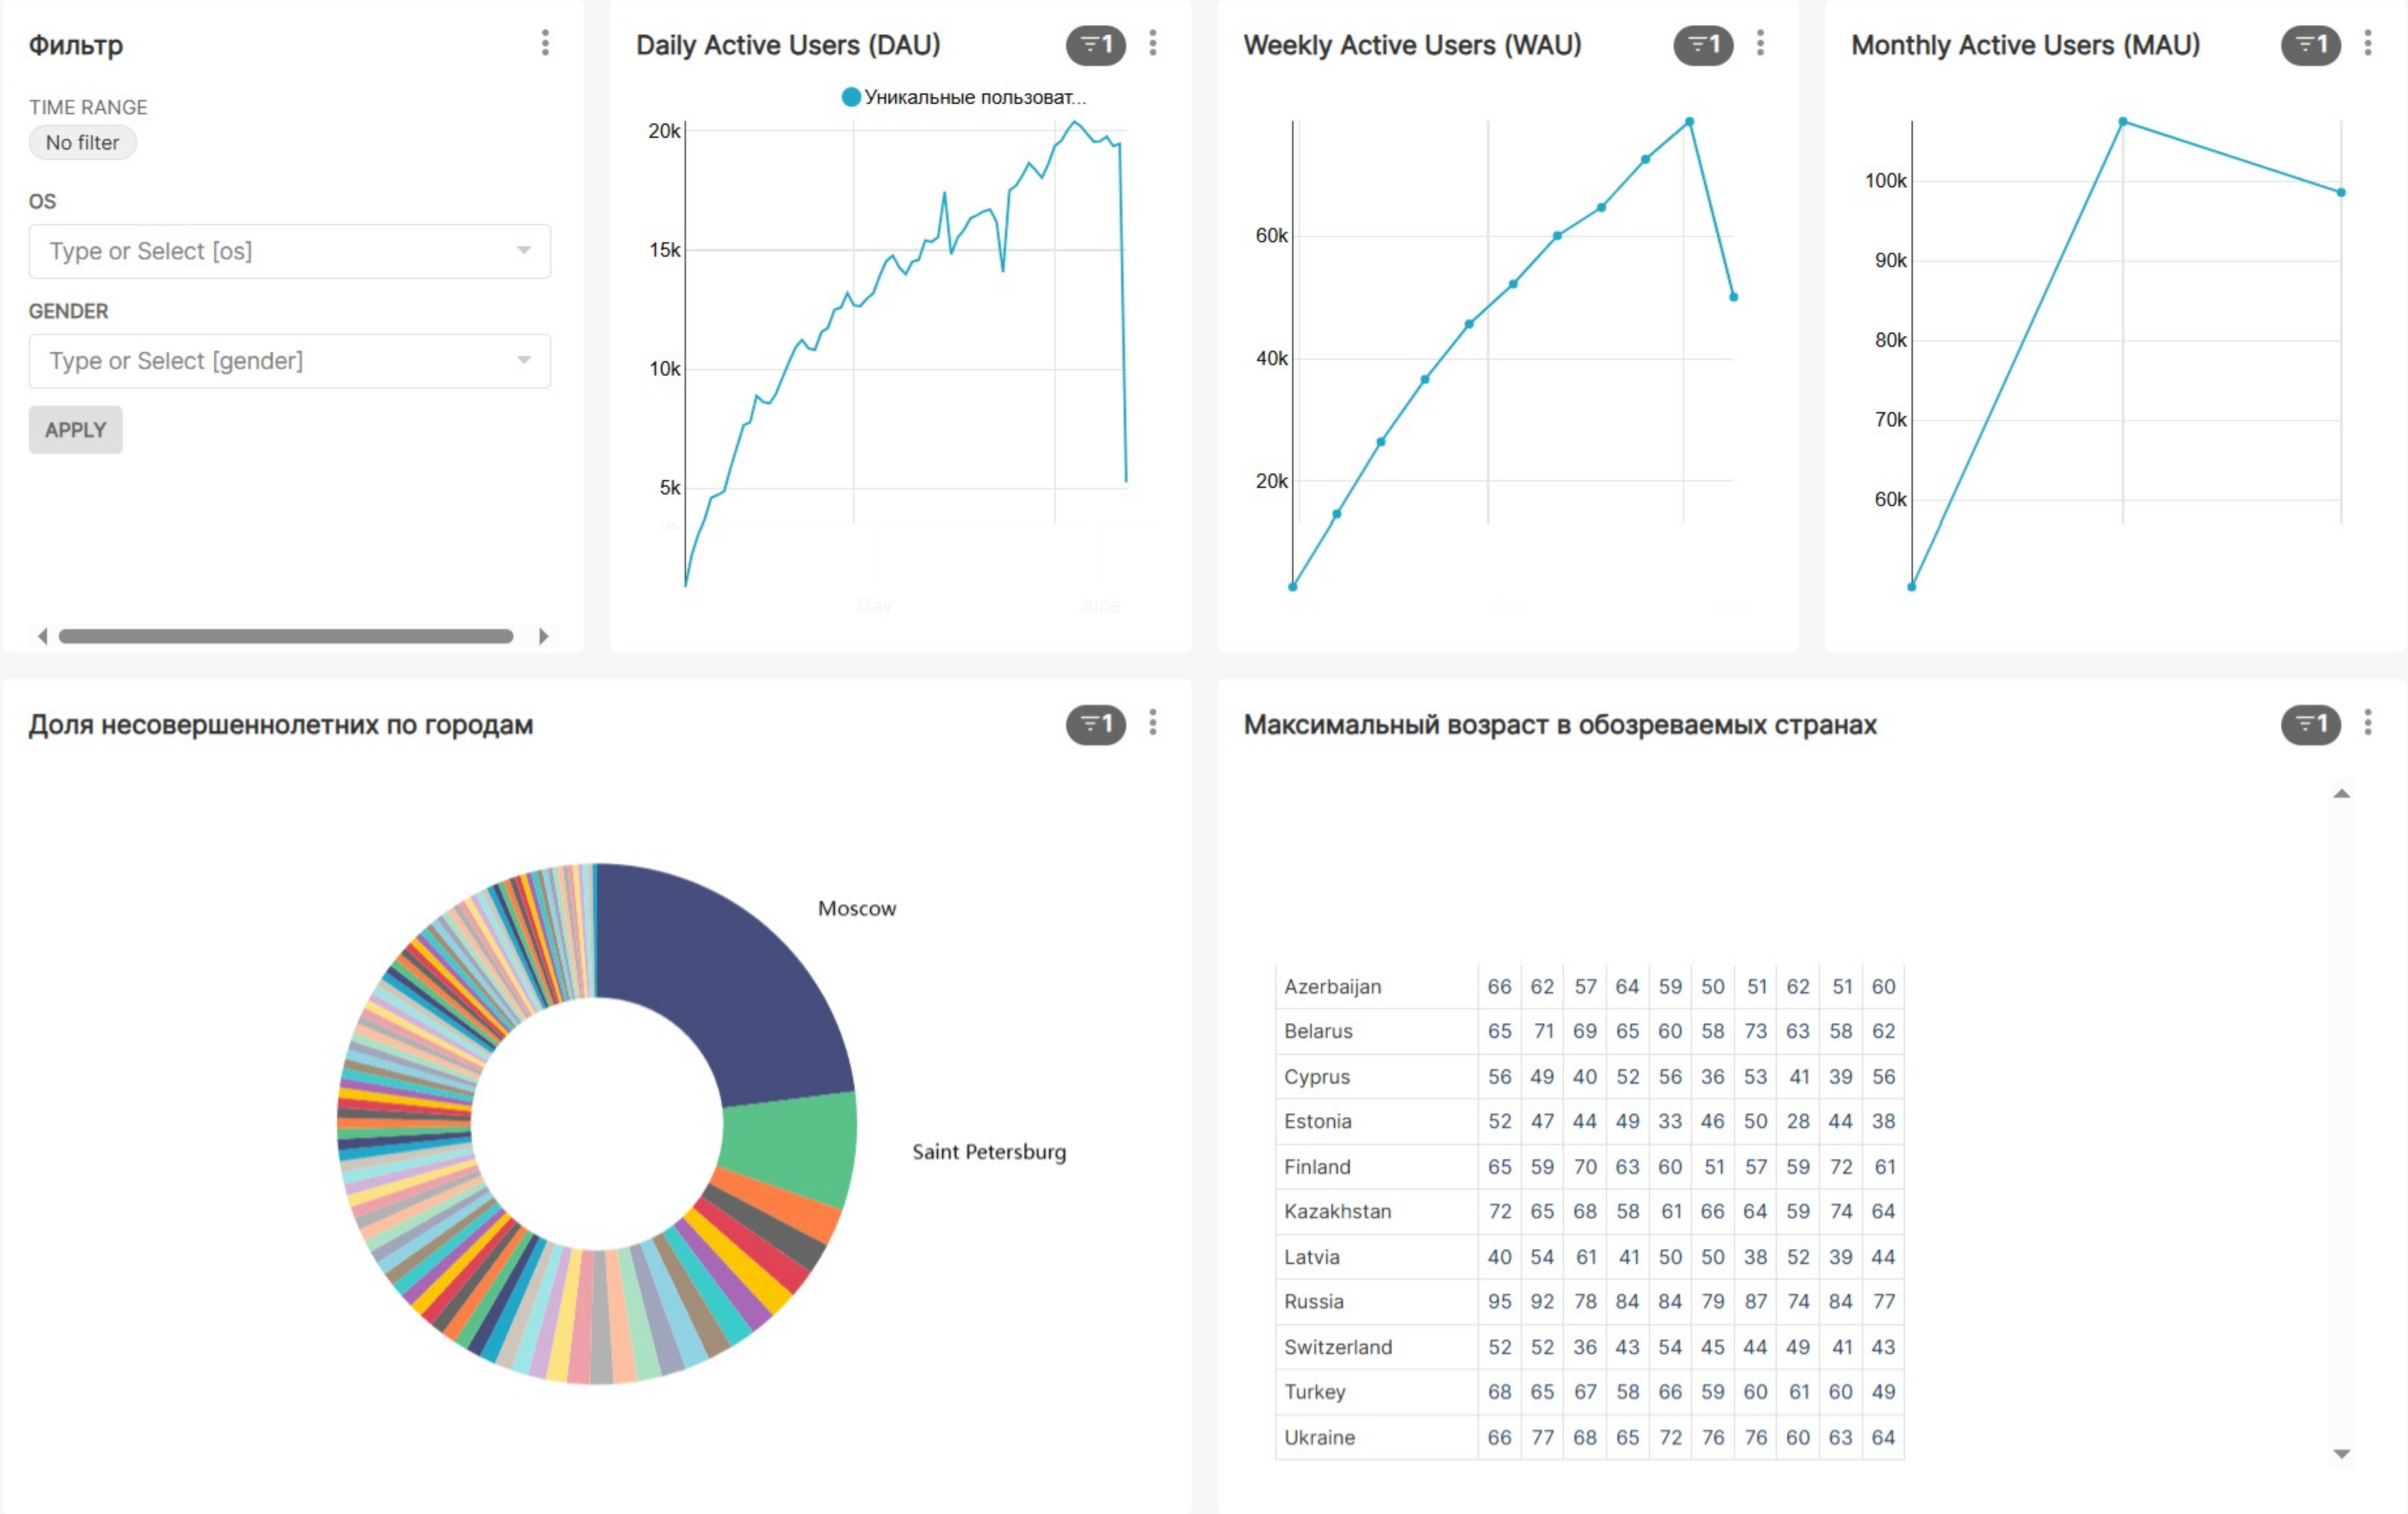 Фильтр
TIME RANGE
No filter
OS
Type or Select [os]
GENDER
Type or Select [gender]
APPLY
Daily Active Users (DAU)
1
Уникальные пользоват...
20k
15k
10k
5k
May
June
Weekly Active Users (WAU)
1
60k
40k
20k
Monthly Active Users (MAU)
1
100k
90k
80k
70k
60k
Доля несовершеннолетних по городам
1
Moscow
Saint Petersburg
Максимальный возраст в обозреваемых странах
1
Azerbaijan 66 62 57 64 59 50 51 62 51 60
Belarus 65 71 69 65 60 58 73 63 58 62
Cyprus 56 49 40 52 56 36 53 41 39 56
Estonia 52 47 44 49 33 46 50 28 44 38
Finland 65 59 70 63 60 51 57 59 72 61
Kazakhstan 72 65 68 58 61 66 64 59 74 64
Latvia 40 54 61 41 50 50 38 52 39 44
Russia 95 92 78 84 84 79 87 74 84 77
Switzerland 52 52 36 43 54 45 44 49 41 43
Turkey 68 65 67 58 66 59 60 61 60 49
Ukraine 66 77 68 65 72 76 76 60 63 64